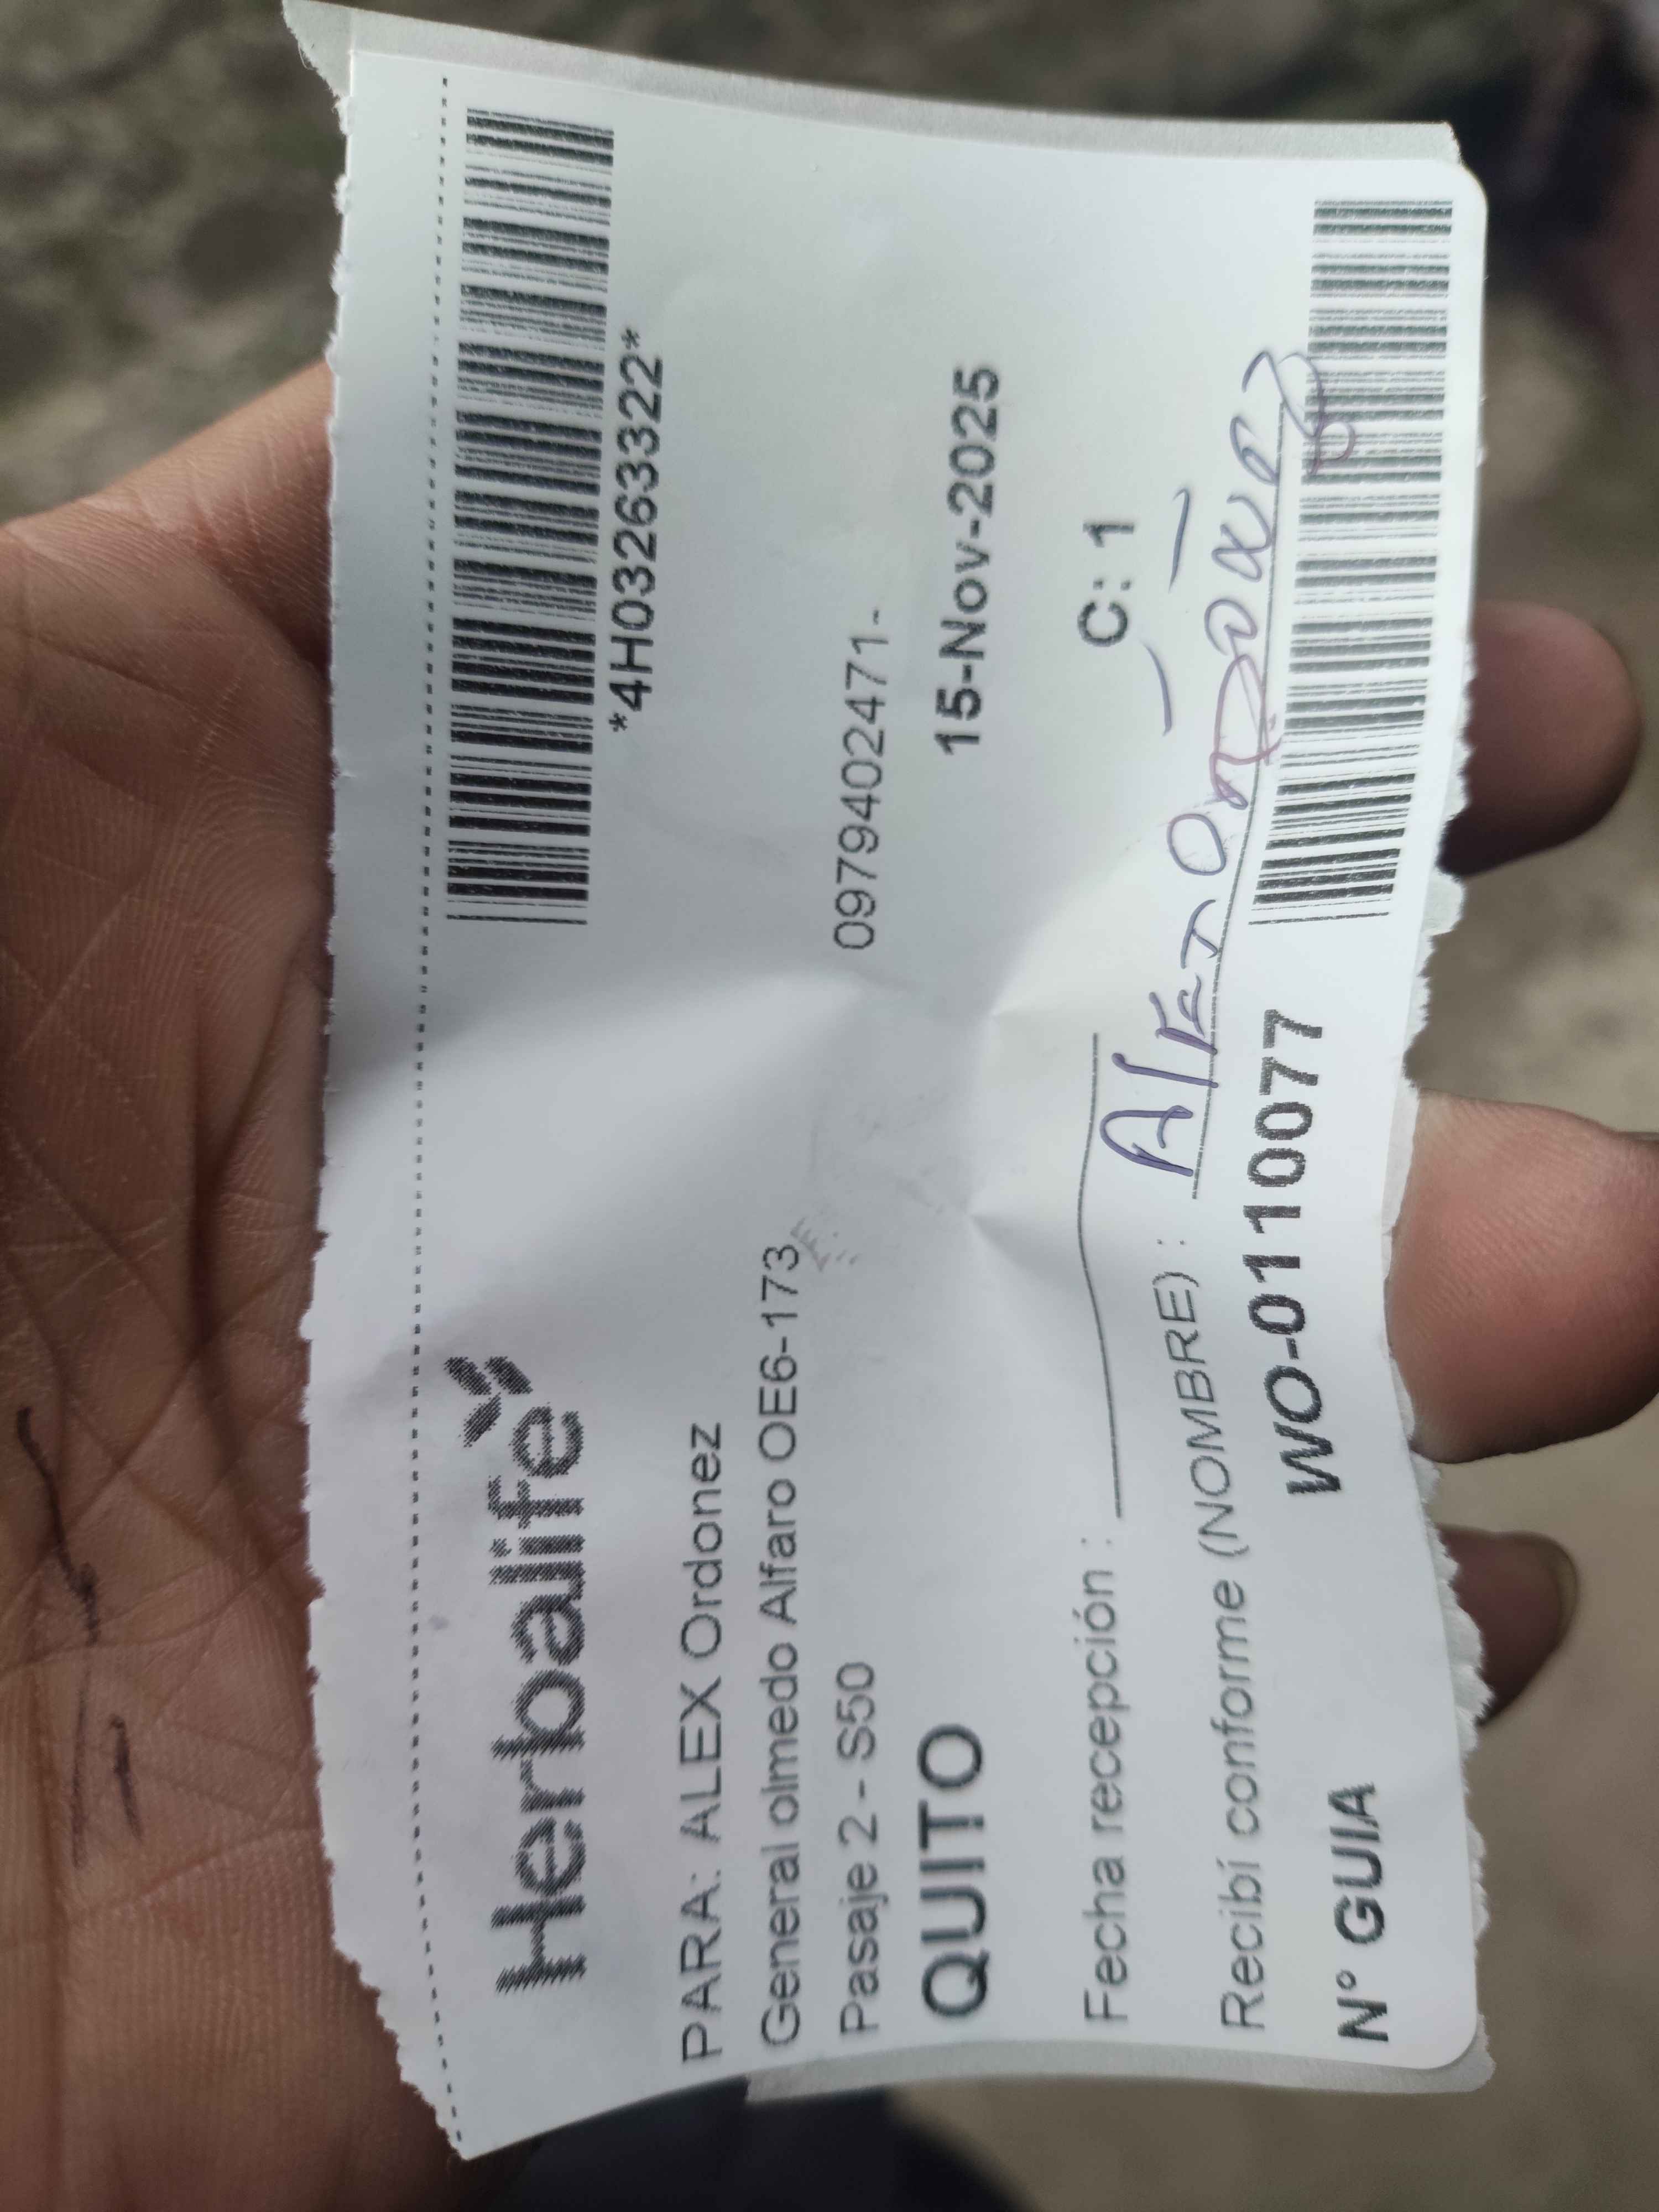 Herbalife
*4H03263322*
PARA: ALEX Ordonez
General olmedo Alfaro OE6-173
Pasaje 2 - S50
0979402471-
QUITO
15-Nov-2025
Fecha recepción :
C: 1
Recibí conforme (NOMBRE) :
N° GUIA
WO-0110077